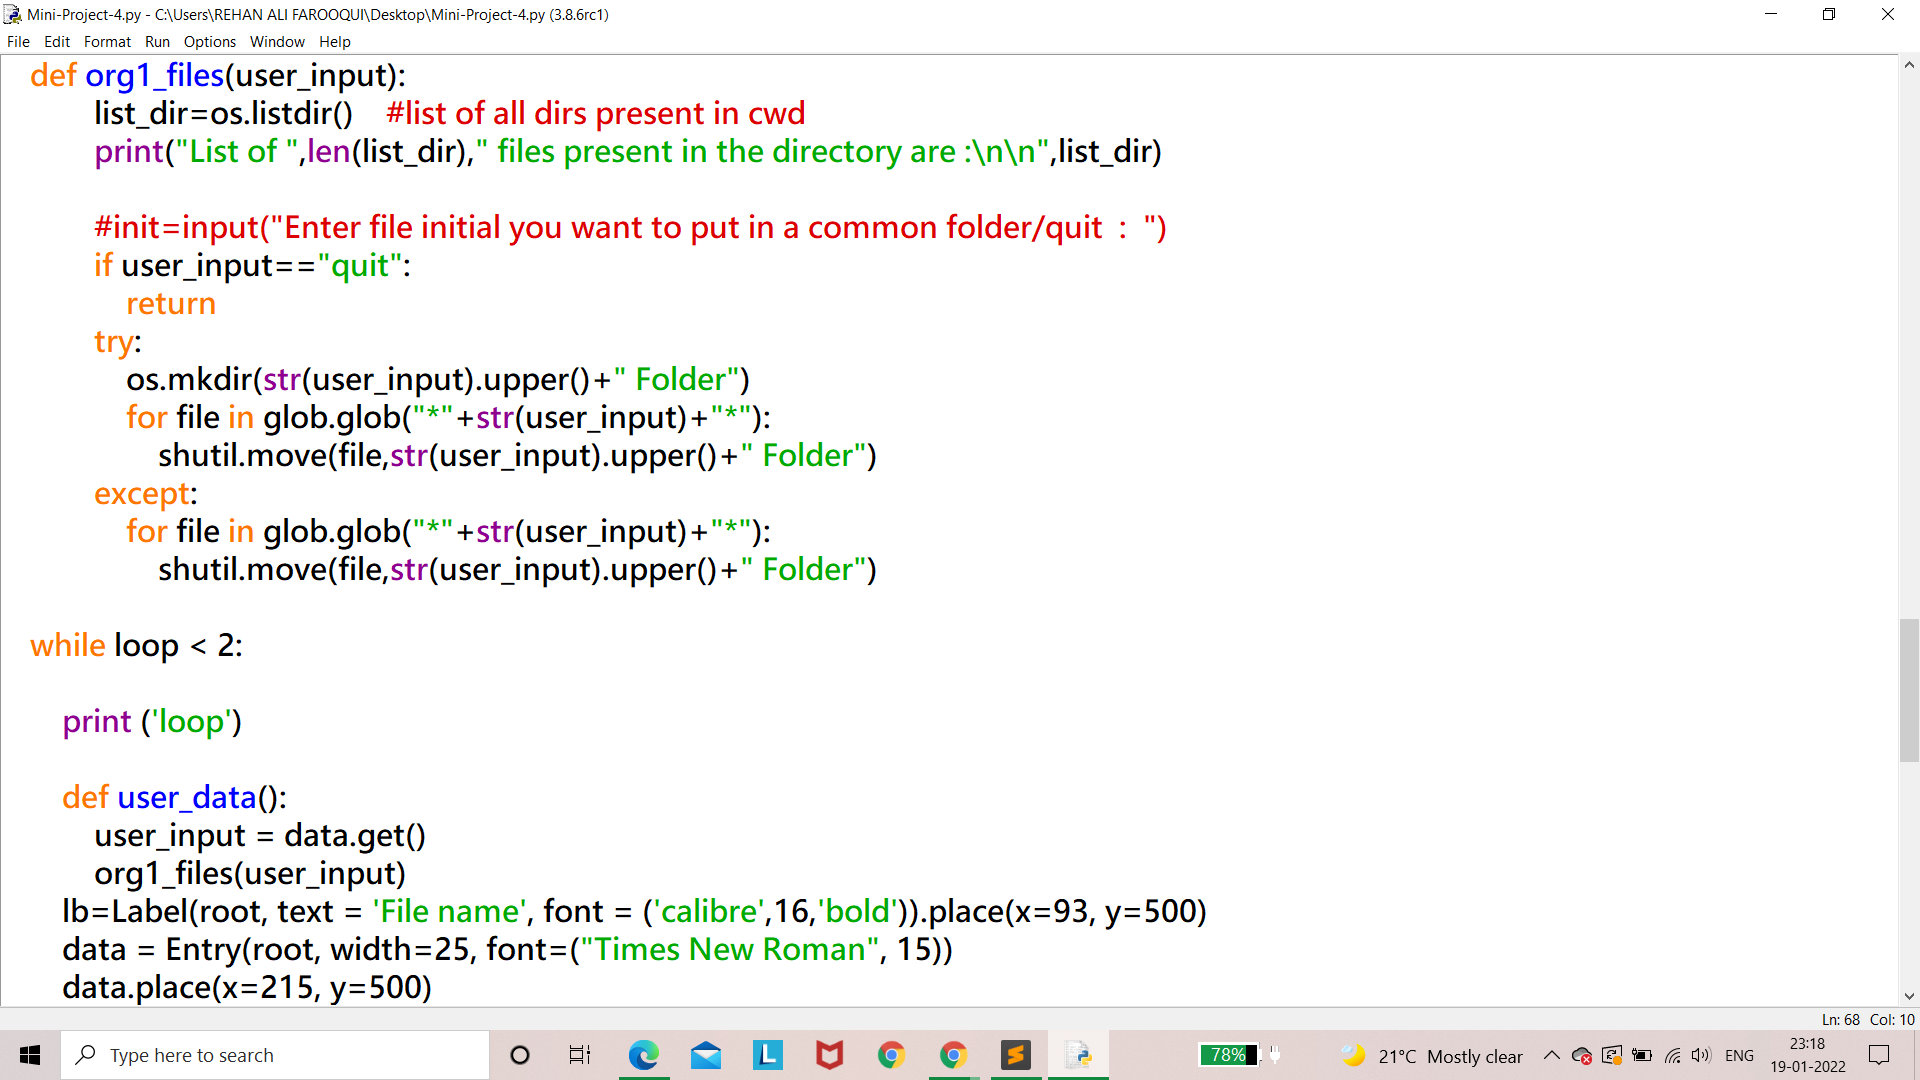 Mini-Project-4.py - C:\Users\REHAN ALI FAROOQUI\Desktop\Mini-Project-4.py (3.8.6rc1)
File Edit Format Run Options Window Help
def org1_files(user_input):
list_dir=os.listdir() #list of all dirs present in cwd
print("List of ",len(list_dir)," files present in the directory are :\n\n",list_dir)
#init=input("Enter file initial you want to put in a common folder/quit : ")
if user_input=="quit":
return
try:
os.mkdir(str(user_input).upper()+" Folder")
for file in glob.glob("*"+str(user_input)+"*"):
shutil.move(file,str(user_input).upper()+" Folder")
except:
for file in glob.glob("*"+str(user_input)+"*"):
shutil.move(file,str(user_input).upper()+" Folder")
while loop < 2:
print ('loop')
def user_data():
user_input = data.get()
org1_files(user_input)
lb=Label(root, text = 'File name', font = ('calibre',16,'bold')).place(x=93, y=500)
data = Entry(root, width=25, font=("Times New Roman", 15))
data.place(x=215, y=500)
Ln: 68 Col: 10
Type here to search
L
78%
21°C Mostly clear
ENG
23:18
19-01-2022